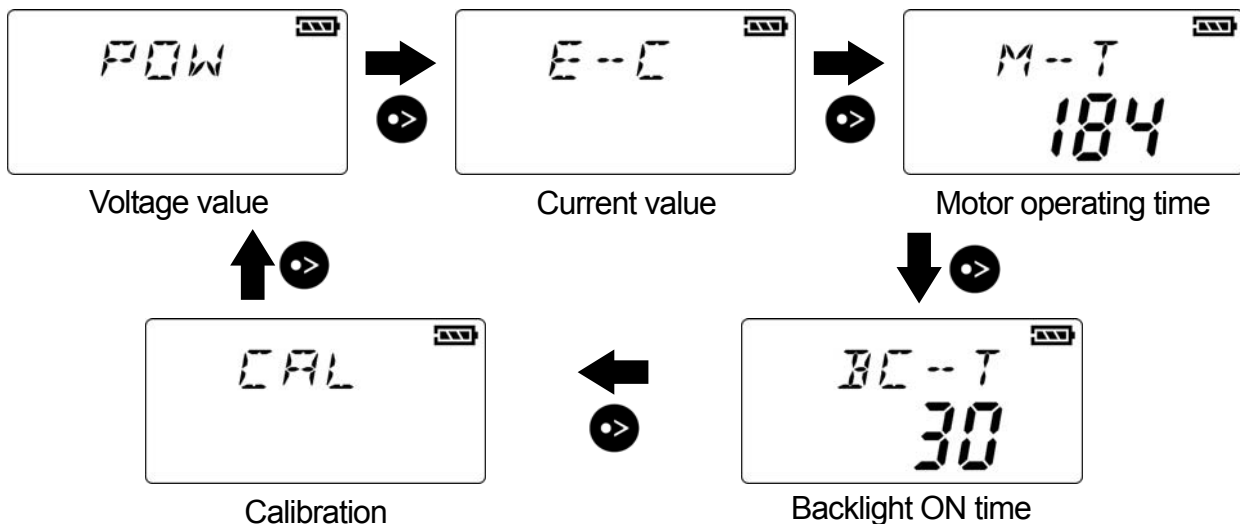 POW
E--C
M--T
184
Voltage value
Current value
Motor operating time
CAL
BC--T
30
Calibration
Backlight ON time